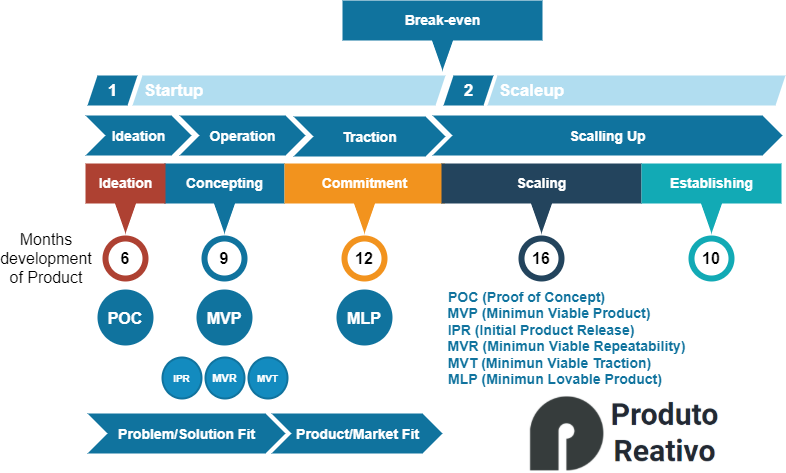 Break-even
1 Startup 2 Scaleup
Ideation Operation Traction Scalling Up
Ideation Concepting Commitment Scaling Establishing
Months
development
of Product
6 9 12 16 10
POC MVP MLP
IPR MVR MVT
POC (Proof of Concept)
MVP (Minimun Viable Product)
IPR (Initial Product Release)
MVR (Minimun Viable Repeatability)
MVT (Minimun Viable Traction)
MLP (Minimun Lovable Product)
Problem/Solution Fit Product/Market Fit
Produto
Reativo